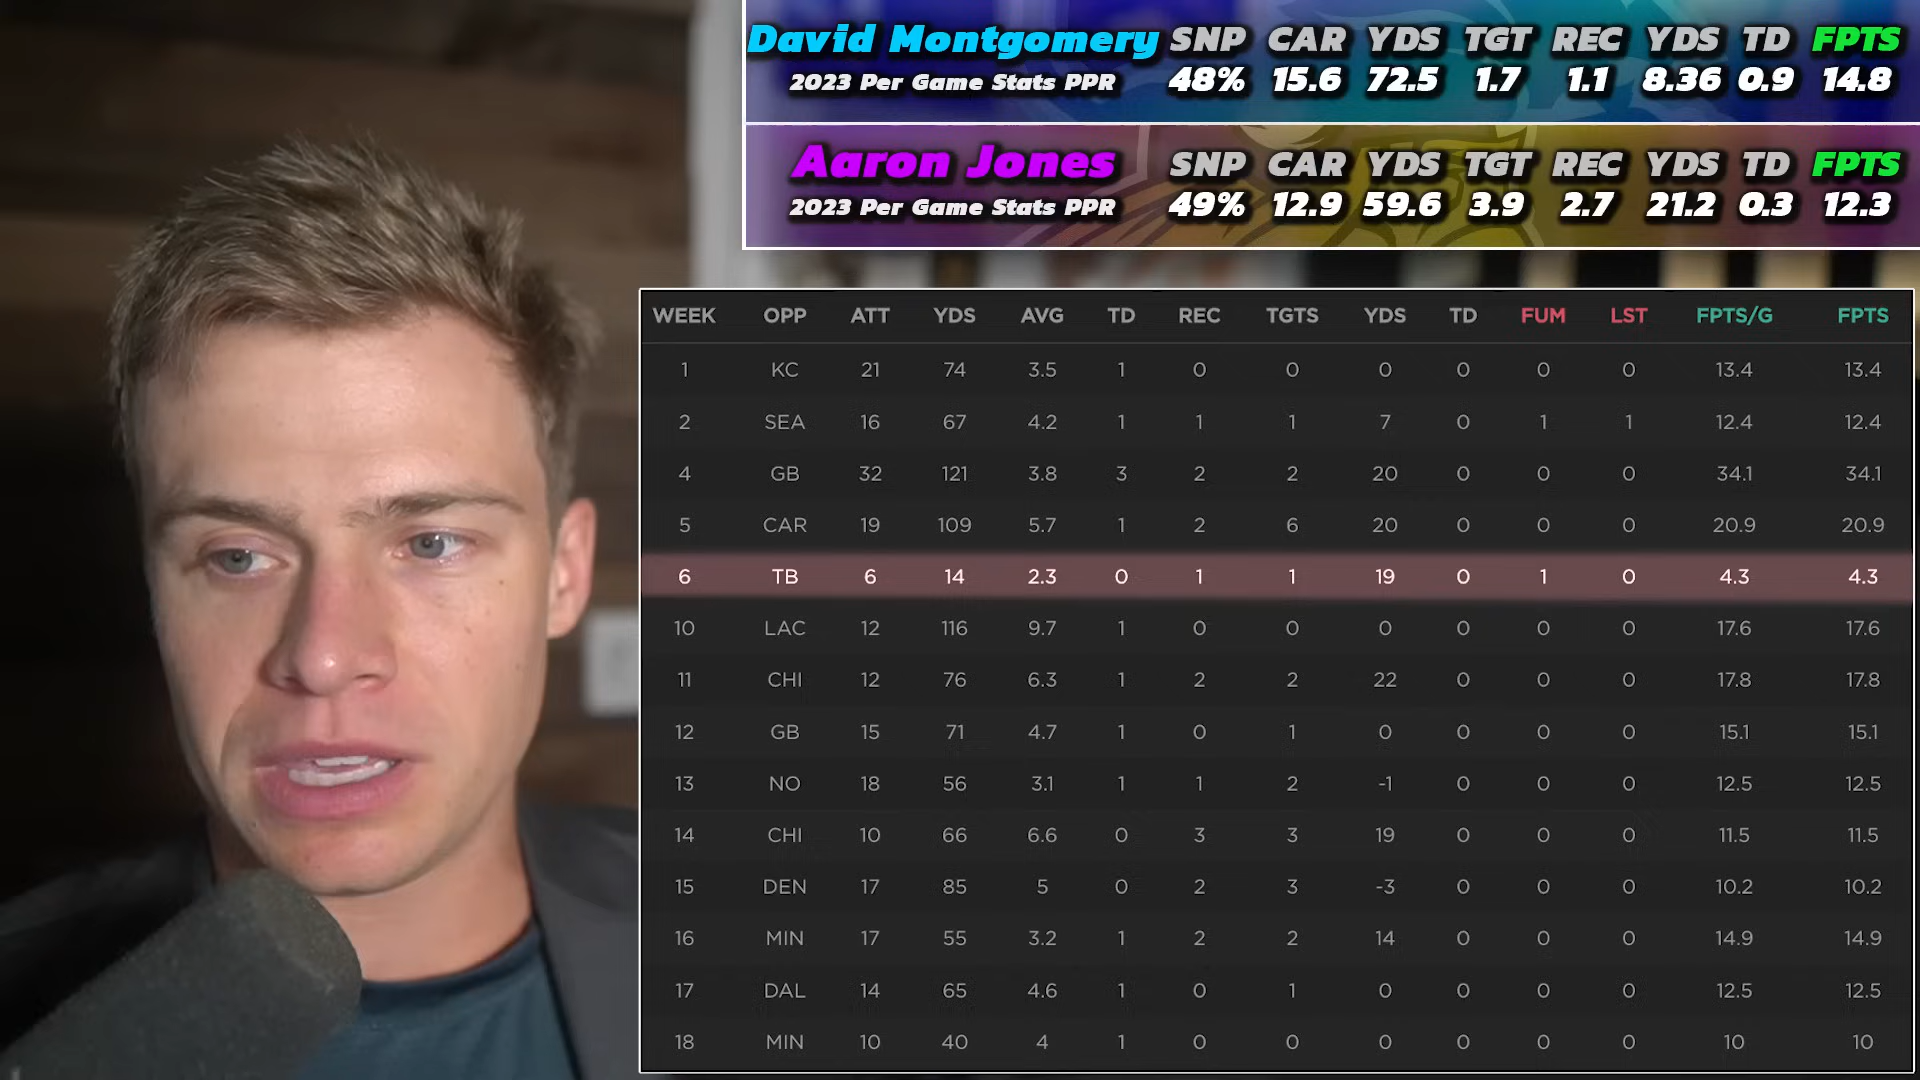 David Montgomery SNP CAR YDS TGT REC YDS TD FPTS
2023 Per Game Stats PPR 48% 15.6 72.5 1.7 1.1 8.36 0.9 14.8
Aaron Jones SNP CAR YDS TGT REC YDS TD FPTS
2023 Per Game Stats PPR 49% 12.9 59.6 3.9 2.7 21.2 0.3 12.3
WEEK OPP ATT YDS AVG TD REC TGTS YDS TD FUM LST FPTS/G FPTS
1 KC 21 74 3.5 1 0 0 0 0 0 0 13.4 13.4
2 SEA 16 67 4.2 1 1 1 7 0 1 1 12.4 12.4
4 GB 32 121 3.8 3 2 2 20 0 0 0 34.1 34.1
5 CAR 19 109 5.7 1 2 6 20 0 0 0 20.9 20.9
6 TB 6 14 2.3 0 1 1 19 0 1 0 4.3 4.3
10 LAC 12 116 9.7 1 0 0 0 0 0 0 17.6 17.6
11 CHI 12 76 6.3 1 2 2 22 0 0 0 17.8 17.8
12 GB 15 71 4.7 1 0 1 0 0 0 0 15.1 15.1
13 NO 18 56 3.1 1 1 2 -1 0 0 0 12.5 12.5
14 CHI 10 66 6.6 0 3 3 19 0 0 0 11.5 11.5
15 DEN 17 85 5 0 2 3 -3 0 0 0 10.2 10.2
16 MIN 17 55 3.2 1 2 2 14 0 0 0 14.9 14.9
17 DAL 14 65 4.6 1 0 1 0 0 0 0 12.5 12.5
18 MIN 10 40 4 1 0 0 0 0 0 0 10 10